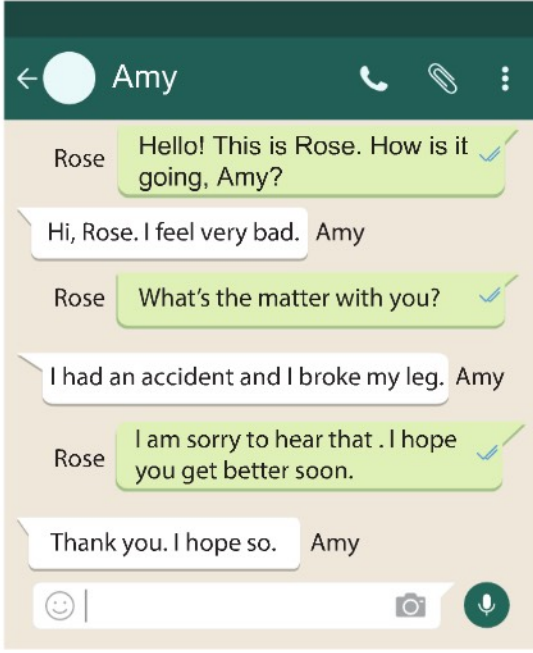 Amy
Rose
Hello! This is Rose. How is it
going, Amy?
Hi, Rose. I feel very bad. Amy
Rose What's the matter with you?
I had an accident and I broke my leg. Amy
Rose
I am sorry to hear that . I hope
you get better soon.
Thank you. I hope so. Amy